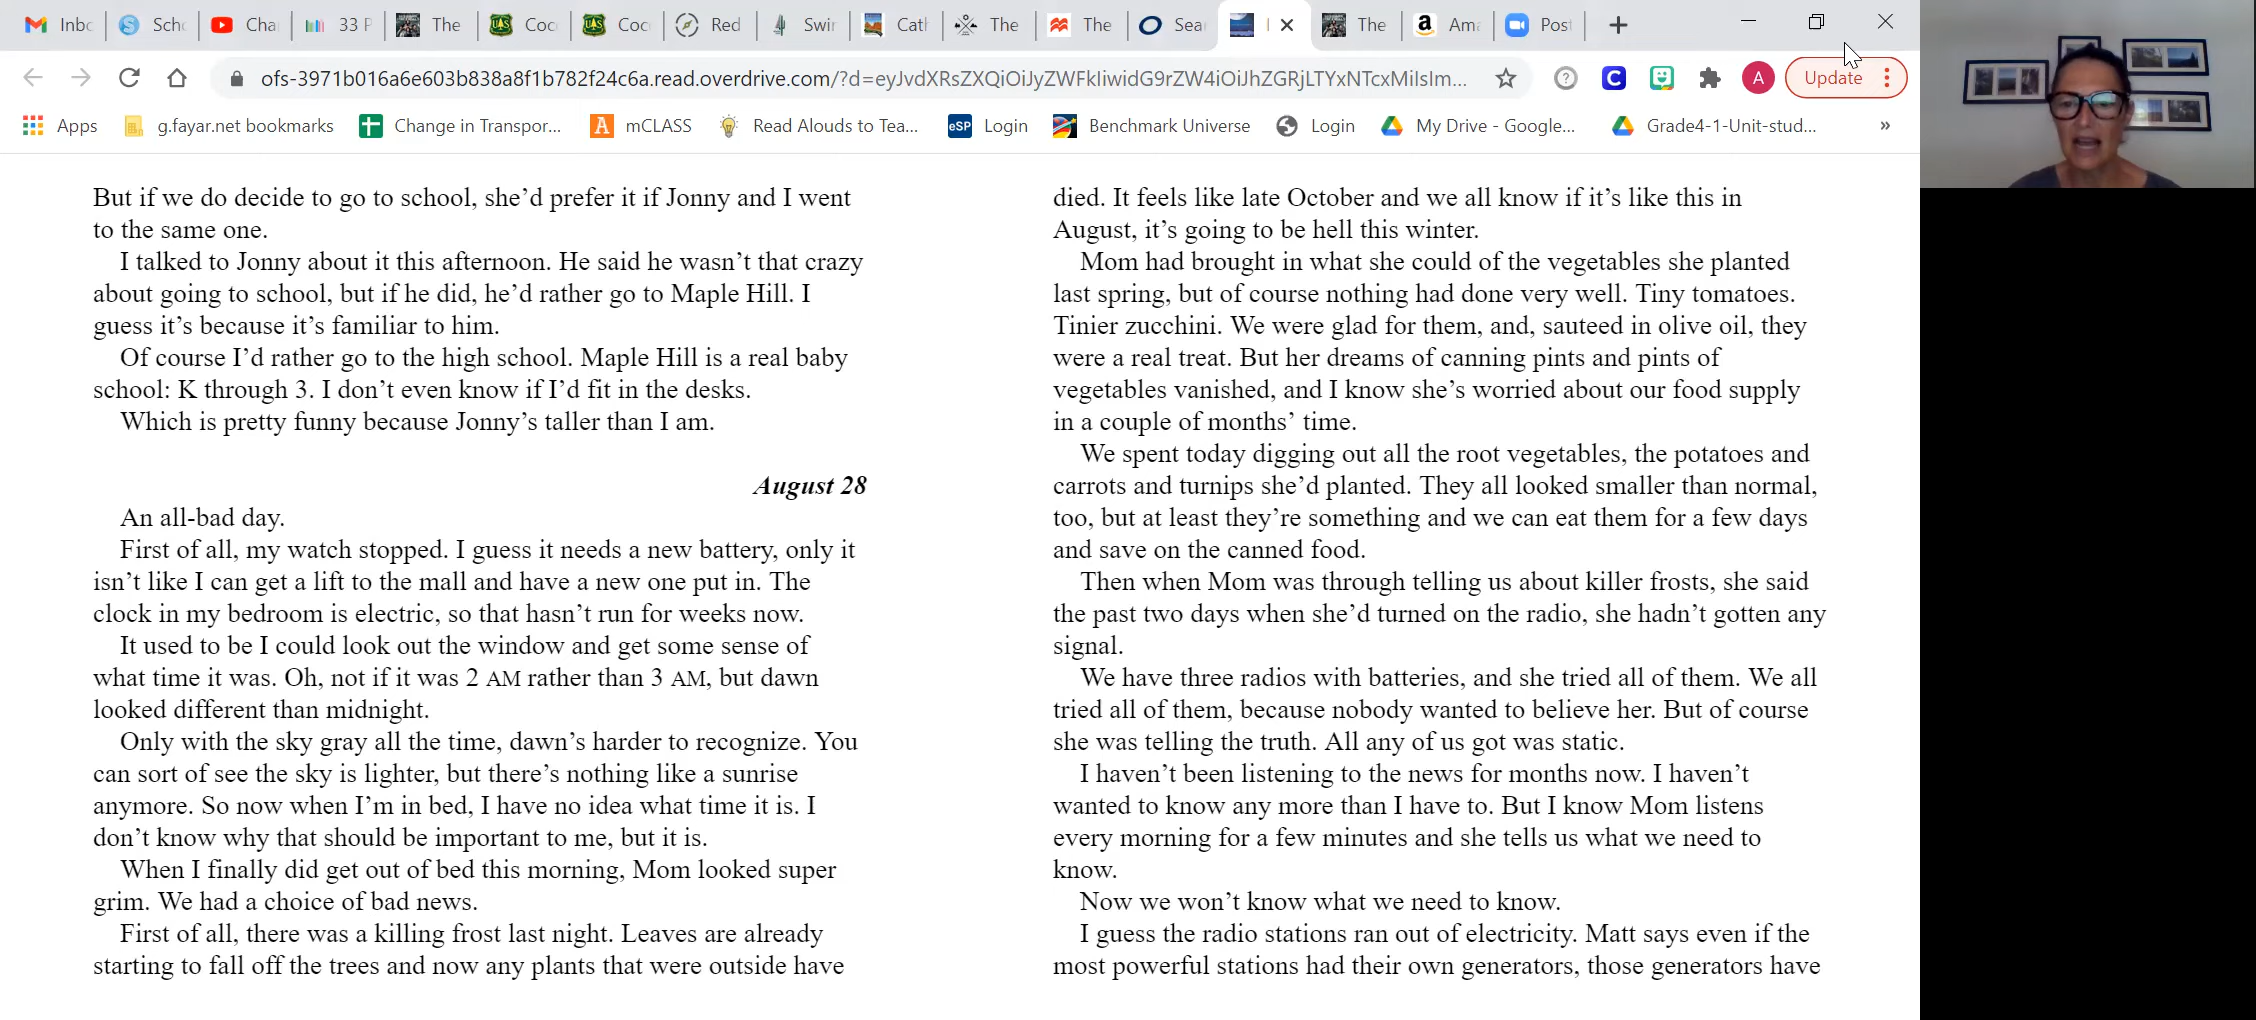 Inbo
Scho
Cha
33 P
The
Coc
Coc
Red
Swir
Catl
The
The
Sear
The
Ama
Post
ofs-3971b016a6e603b838a8f1b782f24c6a.read.overdrive.com/?d=eyJvdXRsZXQiOiJyZWFkIiwidG9rZW4iOiJhZGRjLTYxNTcxMiIsIm...
A
Update
Apps
g.fayar.net bookmarks
Change in Transpor...
mCLASS
Read Alouds to Tea...
eSP
Login
Benchmark Universe
Login
My Drive - Google...
Grade4-1-Unit-stud...
»
But if we do decide to go to school, she’d prefer it if Jonny and I went
to the same one.
I talked to Jonny about it this afternoon. He said he wasn’t that crazy
about going to school, but if he did, he’d rather go to Maple Hill. I
guess it’s because it’s familiar to him.
Of course I’d rather go to the high school. Maple Hill is a real baby
school: K through 3. I don’t even know if I’d fit in the desks.
Which is pretty funny because Jonny’s taller than I am.
August 28
An all-bad day.
First of all, my watch stopped. I guess it needs a new battery, only it
isn’t like I can get a lift to the mall and have a new one put in. The
clock in my bedroom is electric, so that hasn’t run for weeks now.
It used to be I could look out the window and get some sense of
what time it was. Oh, not if it was 2 AM rather than 3 AM, but dawn
looked different than midnight.
Only with the sky gray all the time, dawn’s harder to recognize. You
can sort of see the sky is lighter, but there’s nothing like a sunrise
anymore. So now when I’m in bed, I have no idea what time it is. I
don’t know why that should be important to me, but it is.
When I finally did get out of bed this morning, Mom looked super
grim. We had a choice of bad news.
First of all, there was a killing frost last night. Leaves are already
starting to fall off the trees and now any plants that were outside have
died. It feels like late October and we all know if it’s like this in
August, it’s going to be hell this winter.
Mom had brought in what she could of the vegetables she planted
last spring, but of course nothing had done very well. Tiny tomatoes.
Tinier zucchini. We were glad for them, and, sauteed in olive oil, they
were a real treat. But her dreams of canning pints and pints of
vegetables vanished, and I know she’s worried about our food supply
in a couple of months’ time.
We spent today digging out all the root vegetables, the potatoes and
carrots and turnips she’d planted. They all looked smaller than normal,
too, but at least they’re something and we can eat them for a few days
and save on the canned food.
Then when Mom was through telling us about killer frosts, she said
the past two days when she’d turned on the radio, she hadn’t gotten any
signal.
We have three radios with batteries, and she tried all of them. We all
tried all of them, because nobody wanted to believe her. But of course
she was telling the truth. All any of us got was static.
I haven’t been listening to the news for months now. I haven’t
wanted to know any more than I have to. But I know Mom listens
every morning for a few minutes and she tells us what we need to
know.
Now we won’t know what we need to know.
I guess the radio stations ran out of electricity. Matt says even if the
most powerful stations had their own generators, those generators have